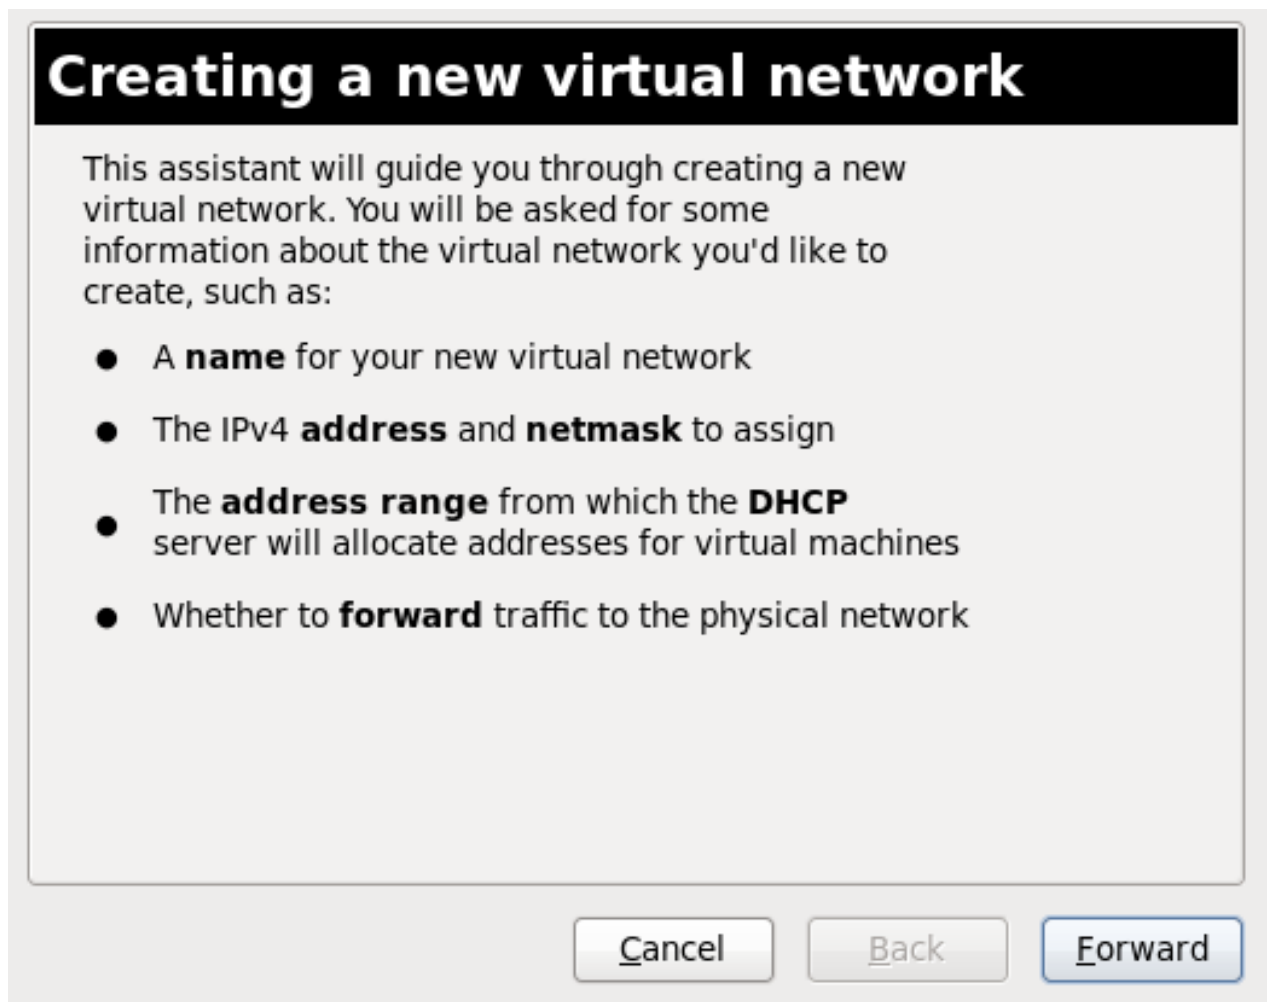 Creating a new virtual network
This assistant will guide you through creating a new
virtual network. You will be asked for some
information about the virtual network you'd like to
create, such as:
● A name for your new virtual network
● The IPv4 address and netmask to assign
● The address range from which the DHCP
server will allocate addresses for virtual machines
● Whether to forward traffic to the physical network
Cancel Back Forward